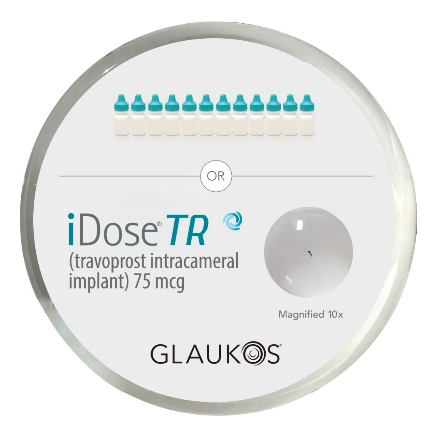 OR
iDose® TR
(travoprost intracameral
implant) 75 mcg
Magnified 10x
GLAUKOS®